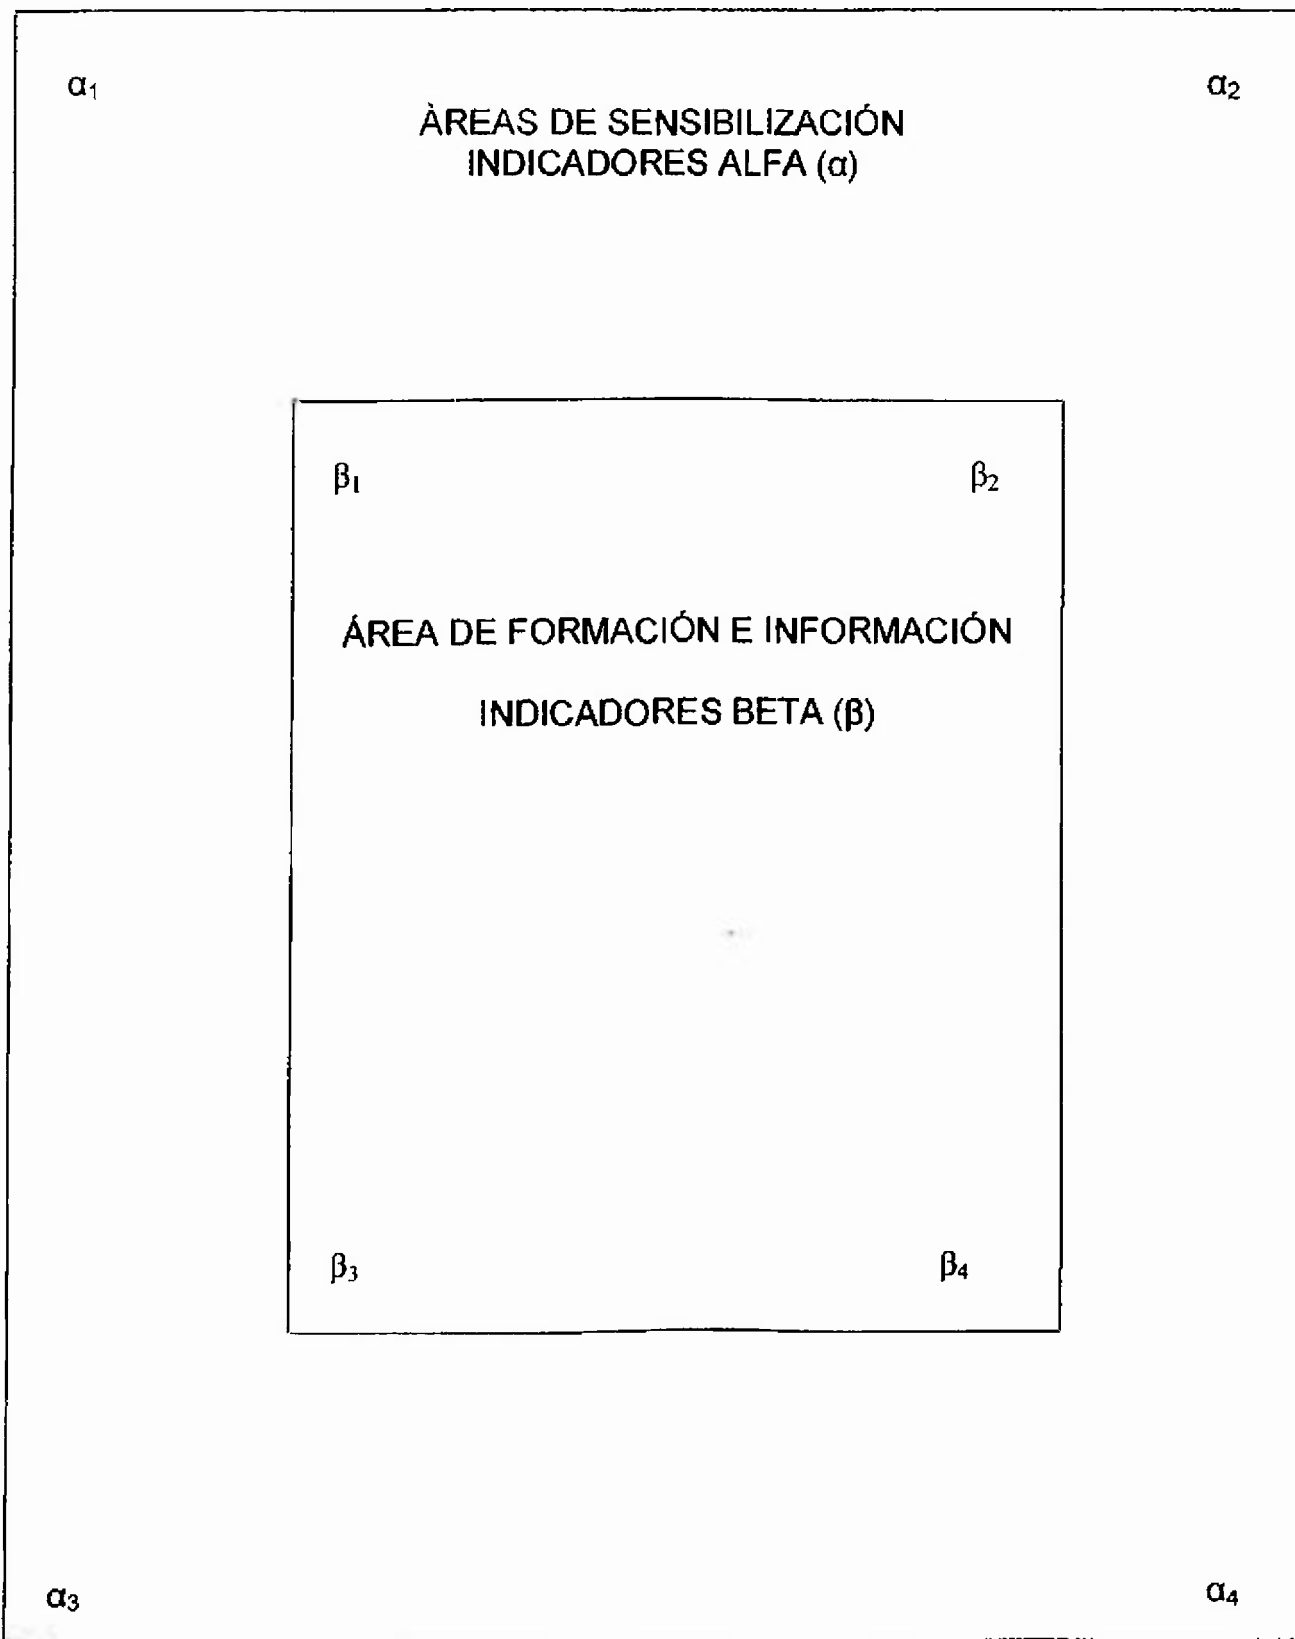 α₁ α₂
ÀREAS DE SENSIBILIZACIÓN
INDICADORES ALFA (α)
β₁ β₂
ÁREA DE FORMACIÓN E INFORMACIÓN
INDICADORES BETA (β)
β₃ β₄
α₃ α₄